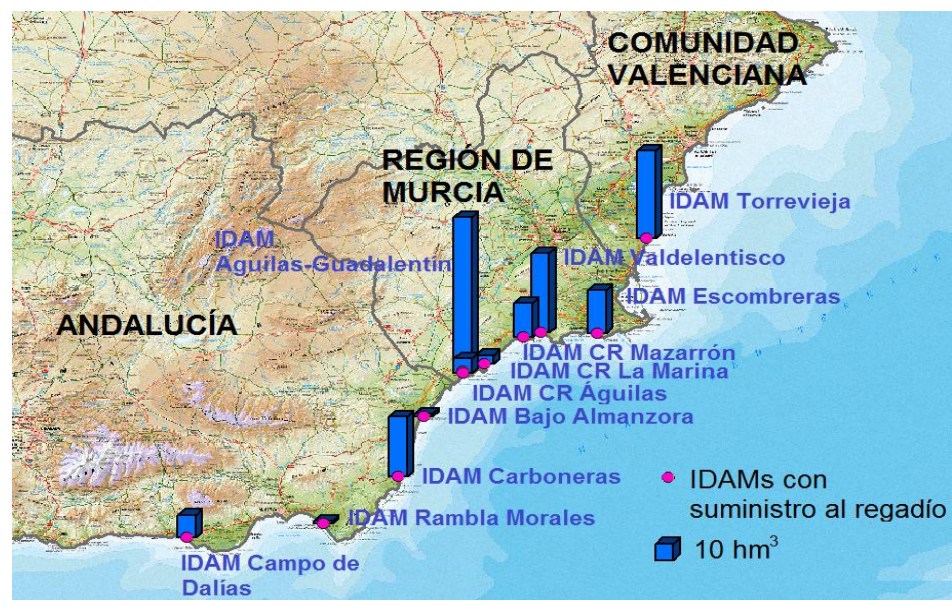 COMUNIDAD
VALENCIANA
REGIÓN DE
MURCIA
IDAM Torrevieja
IDAM
Aguilas-Guadalentín
IDAM Valdelentisco
IDAM Escombreras
ANDALUCÍA
IDAM CR Mazarrón
IDAM CR La Marina
IDAM CR Águilas
IDAM Bajo Almanzora
IDAM Carboneras
IDAMs con
suministro al regadío
IDAM Rambla Morales
10 hm³
IDAM Campo de
Dalías